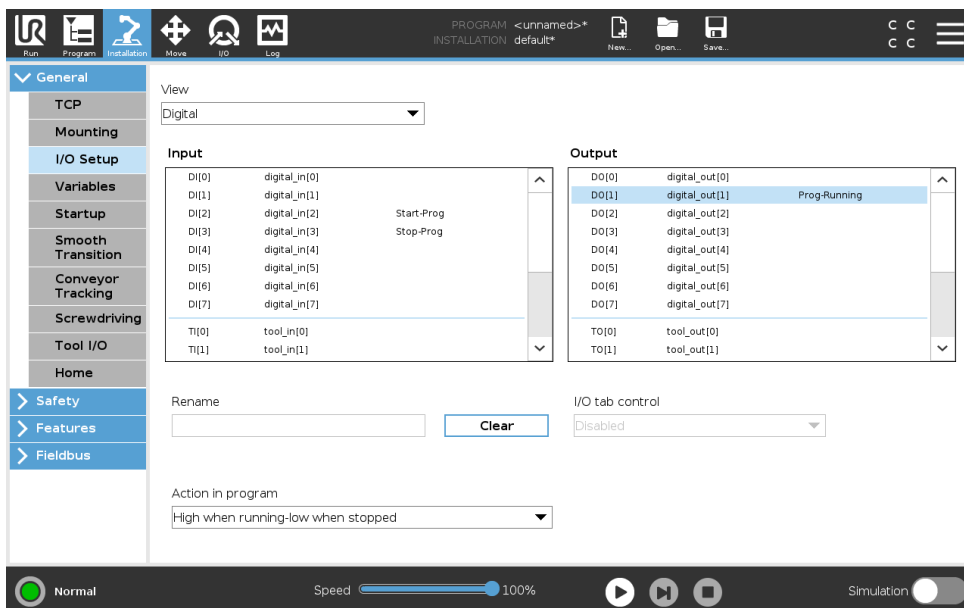 UR
PROGRAM <unnamed>*
INSTALLATION default*
Run
Program
Installation
Move
I/O
Log
New...
Open...
Save...
C C
C C
General
TCP
Mounting
I/O Setup
Variables
Startup
Smooth
Transition
Conveyor
Tracking
Screwdriving
Tool I/O
Home
Safety
Features
Fieldbus
View
Digital
Input
DI[0] digital_in[0]
DI[1] digital_in[1]
DI[2] digital_in[2] Start-Prog
DI[3] digital_in[3] Stop-Prog
DI[4] digital_in[4]
DI[5] digital_in[5]
DI[6] digital_in[6]
DI[7] digital_in[7]
TI[0] tool_in[0]
TI[1] tool_in[1]
Output
DO[0] digital_out[0]
DO[1] digital_out[1] Prog-Running
DO[2] digital_out[2]
DO[3] digital_out[3]
DO[4] digital_out[4]
DO[5] digital_out[5]
DO[6] digital_out[6]
DO[7] digital_out[7]
TO[0] tool_out[0]
TO[1] tool_out[1]
Rename
Clear
I/O tab control
Disabled
Action in program
High when running-low when stopped
Normal
Speed 100%
Simulation